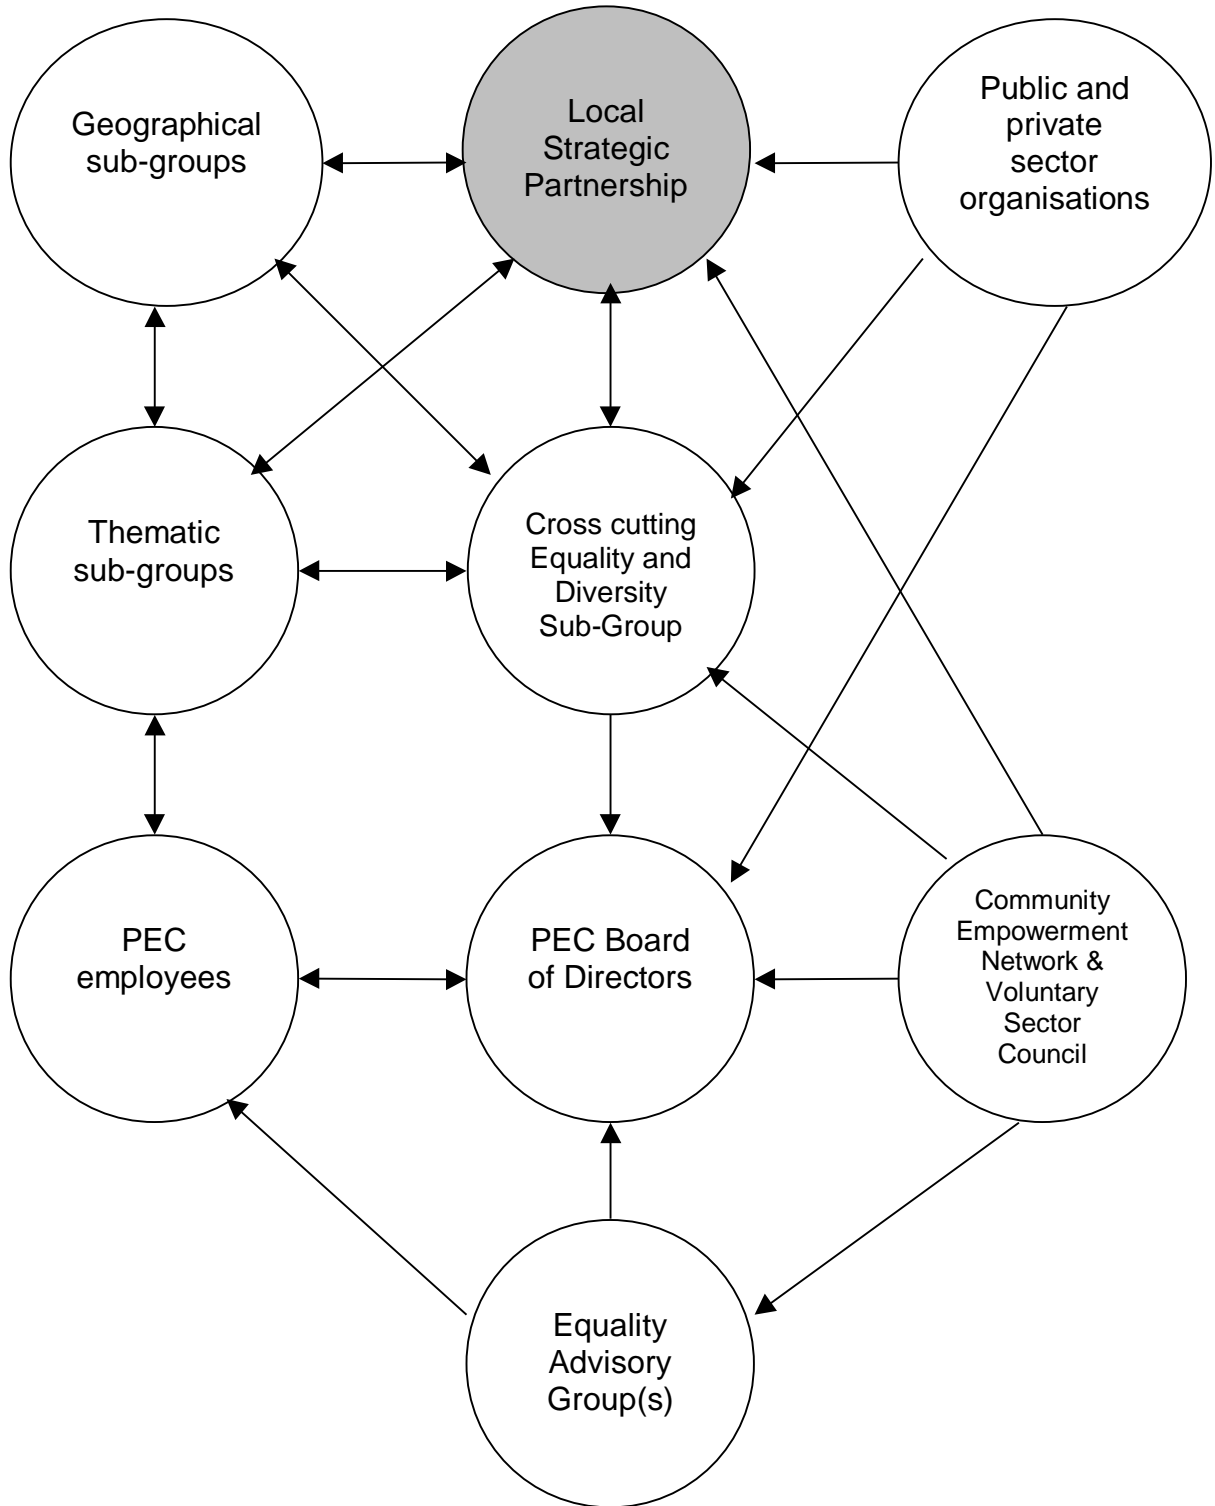 Geographical
sub-groups
Local
Strategic
Partnership
Public and
private
sector
organisations
Thematic
sub-groups
Cross cutting
Equality and
Diversity
Sub-Group
PEC
employees
PEC Board
of Directors
Community
Empowerment
Network &
Voluntary
Sector
Council
Equality
Advisory
Group(s)